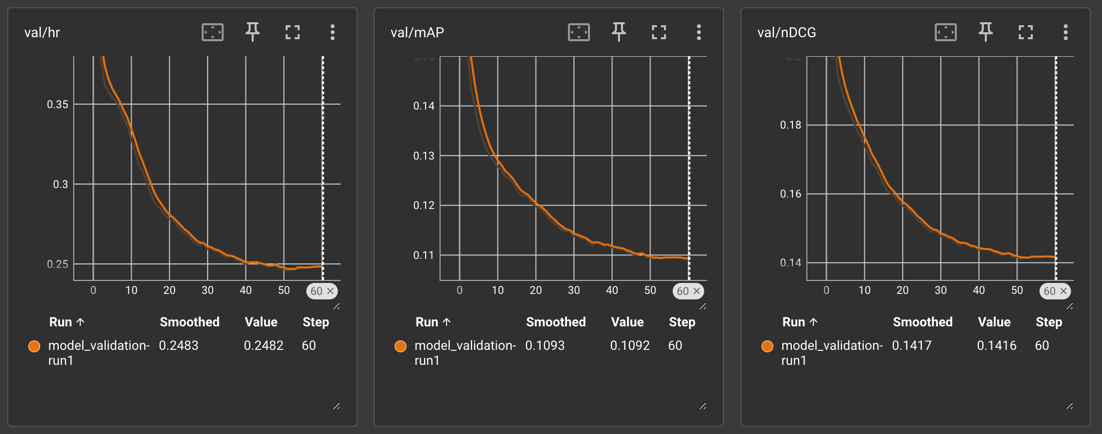 val/hr
0.35
0.3
0.25
0 10 20 30 40 50 60
Run ↑ Smoothed Value Step
model_validation- 0.2483 0.2482 60
run1
val/mAP
0.14
0.13
0.12
0.11
0 10 20 30 40 50 60
Run ↑ Smoothed Value Step
model_validation- 0.1093 0.1092 60
run1
val/nDCG
0.18
0.16
0.14
0 10 20 30 40 50 60
Run ↑ Smoothed Value Step
model_validation- 0.1417 0.1416 60
run1